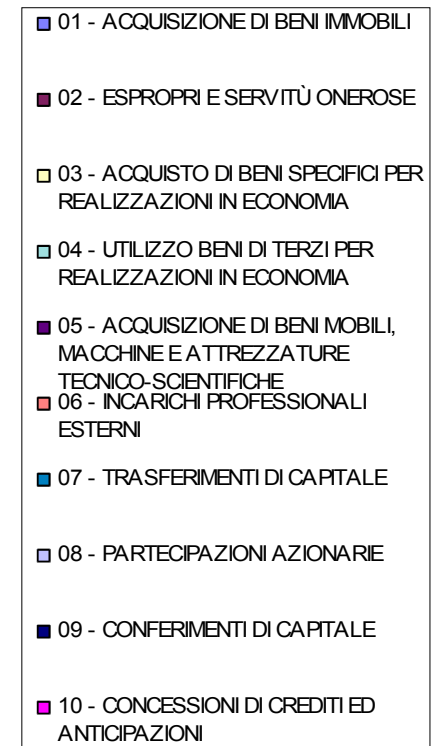 01 - ACQUISIZIONE DI BENI IMMOBILI
02 - ESPROPRI E SERVITÙ ONEROSE
03 - ACQUISTO DI BENI SPECIFICI PER
REALIZZAZIONI IN ECONOMIA
04 - UTILIZZO BENI DI TERZI PER
REALIZZAZIONI IN ECONOMIA
05 - ACQUISIZIONE DI BENI MOBILI,
MACCHINE E ATTREZZATURE
TECNICO-SCIENTIFICHE
06 - INCARICHI PROFESSIONALI
ESTERNI
07 - TRASFERIMENTI DI CAPITALE
08 - PARTECIPAZIONI AZIONARIE
09 - CONFERIMENTI DI CAPITALE
10 - CONCESSIONI DI CREDITI ED
ANTICIPAZIONI